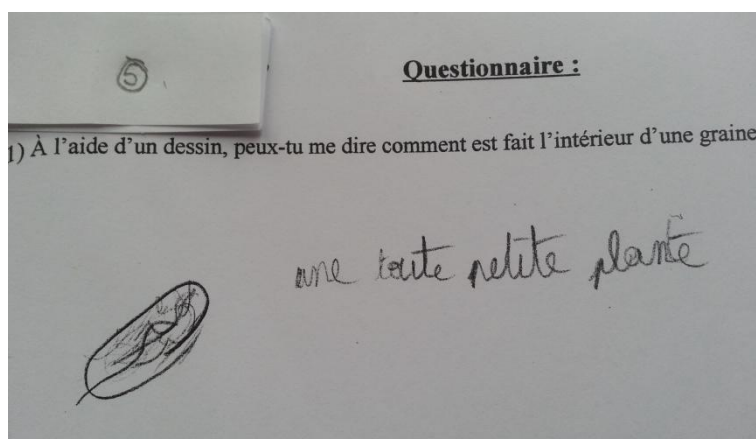 5
Questionnaire :
1) À l'aide d'un dessin, peux-tu me dire comment est fait l'intérieur d'une graine
une toute petite plante